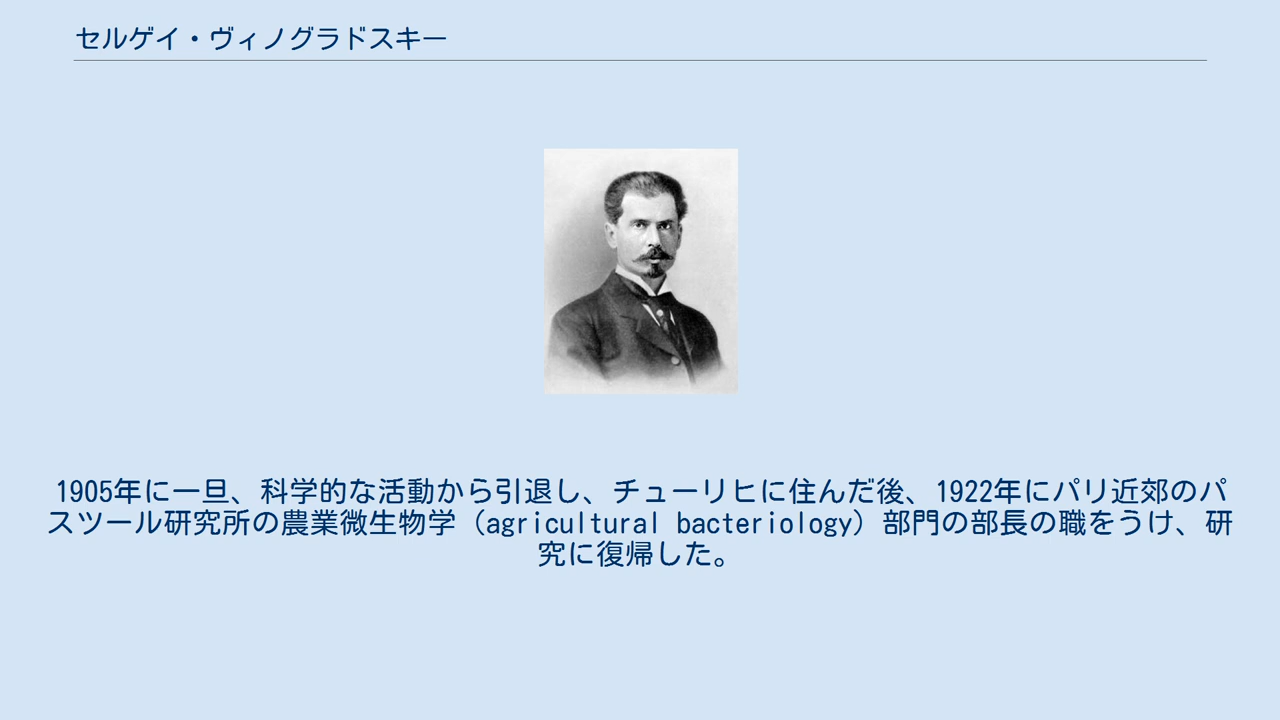 セルゲイ・ヴィノグラドスキー
1905年に一旦、科学的な活動から引退し、チューリヒに住んだ後、1922年にパリ近郊のパ
スツール研究所の農業微生物学（agricultural bacteriology）部門の部長の職をうけ、研
究に復帰した。